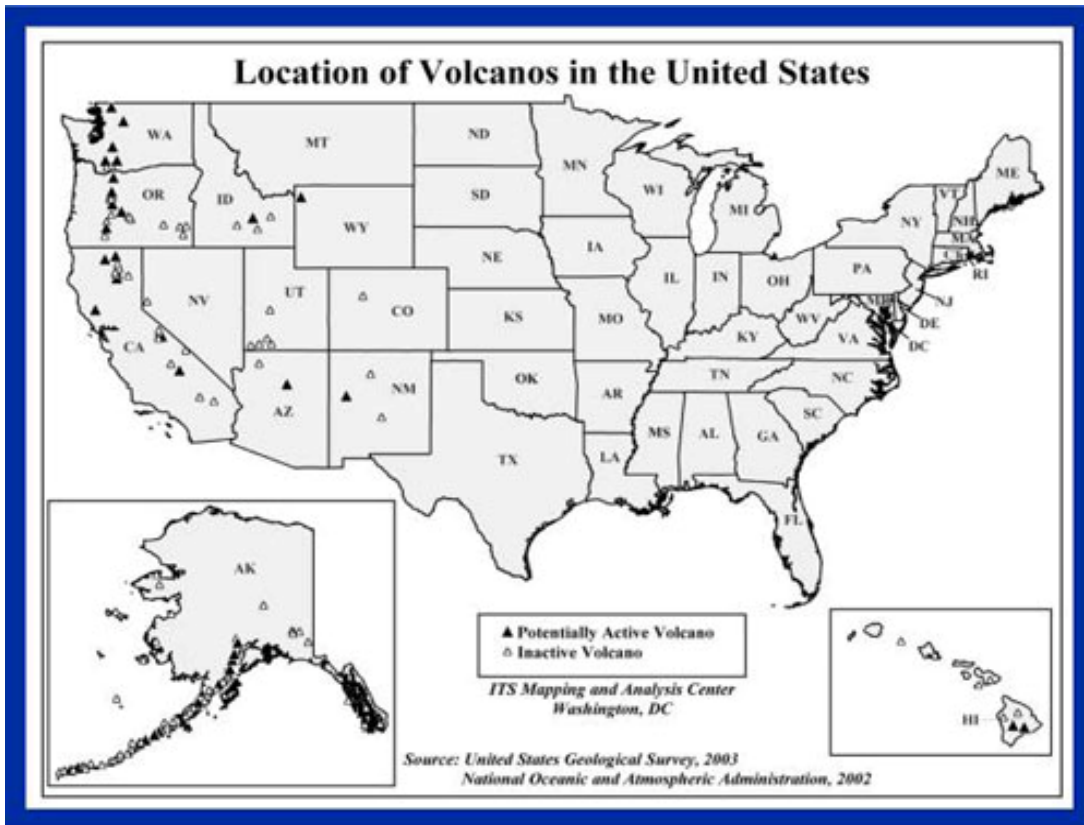 Location of Volcanos in the United States
WA
MT
ND
MN
ME
OR
ID
SD
WI
MI
VT
NH
NY
WY
MA
IA
CT
RI
NE
PA
NV
UT
IL
IN
OH
NJ
CO
MD
DE
CA
KS
MO
WV
VA
DC
KY
OK
TN
NC
AZ
NM
AR
SC
MS
AL
GA
TX
LA
FL
AK
Potentially Active Volcano
Inactive Volcano
ITS Mapping and Analysis Center
Washington, DC
HI
Source: United States Geological Survey, 2003
National Oceanic and Atmospheric Administration, 2002